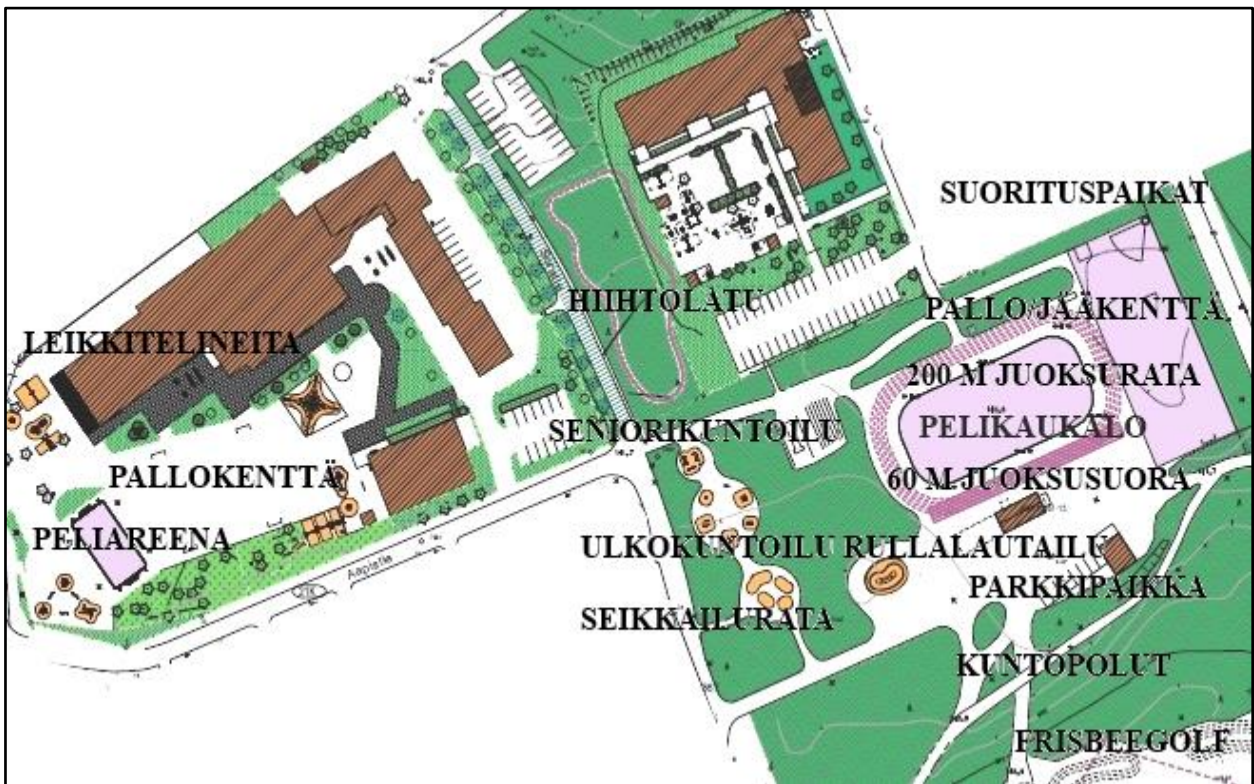 SUORITUSPAIKAT
HIIHTOLATU
PALLO/JÄÄKENTTÄ
LEIKKITELINEITA
200 M JUOKSURATA
SENIORIKUNTOILU
PELIKAUKALO
PALLOKENTTÄ
60 M JUOKSUSUORA
PELIAREENA
ULKOKUNTOILU
RULLALAUTAILU
Aapistie
PARKKIPAIKKA
SEIKKAILURATA
KUNTOPOLUT
FRISBEEGOLF